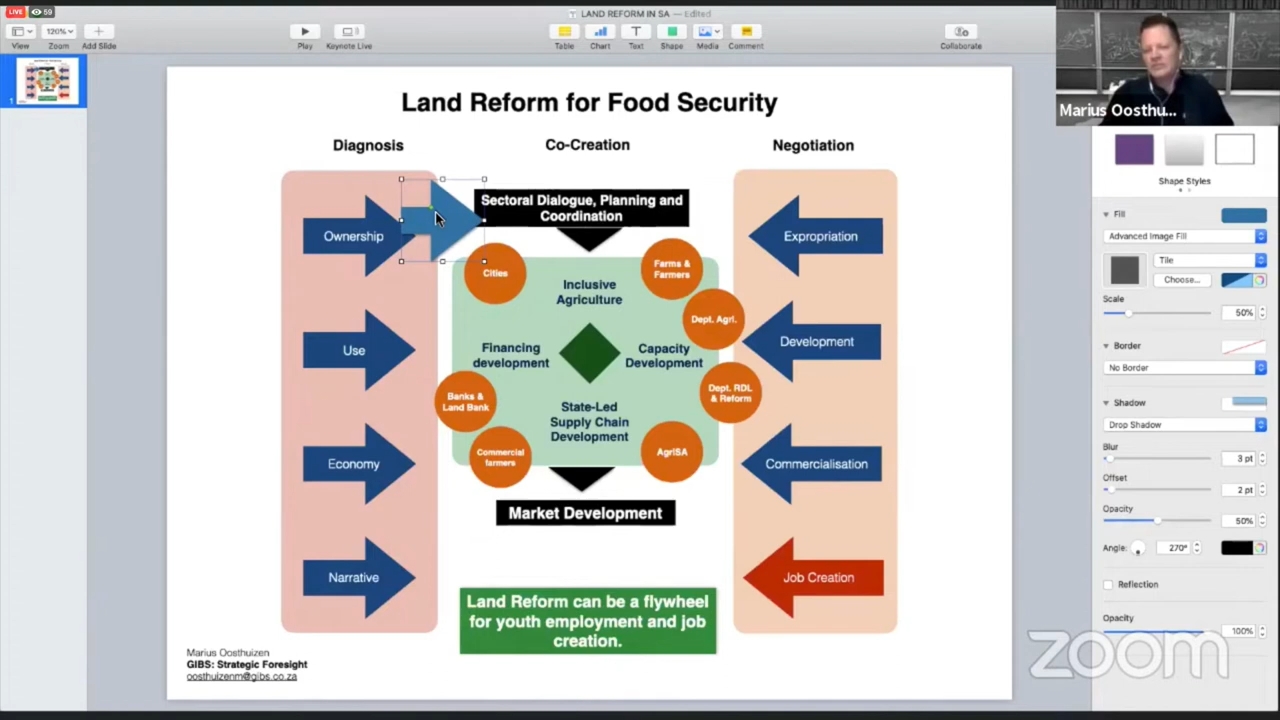 LIVE 59
LAND REFORM IN SA — Edited
120%
View
Zoom
Add Slide
Play
Keynote Live
Table
Chart
Text
Shape
Media
Comment
Collaborate
Marius Oosthu...
1
Land Reform for Food Security
Diagnosis
Co-Creation
Negotiation
Sectoral Dialogue, Planning and
Coordination
Ownership
Use
Economy
Narrative
Cities
Farms &
Farmers
Inclusive
Agriculture
Dept. Agri.
Financing
development
Capacity
Development
Banks &
Land Bank
Dept. RDL
& Reform
State-Led
Supply Chain
Development
Commercial
farmers
AgriSA
Market Development
Expropriation
Development
Commercialisation
Job Creation
Land Reform can be a flywheel
for youth employment and job
creation.
Marius Oosthuizen
GIBS: Strategic Foresight
oosthuizenm@gibs.co.za
Shape Styles
Fill
Advanced Image Fill
Tile
Choose...
Scale
50%
Border
No Border
Shadow
Drop Shadow
Blur
3 pt
Offset
2 pt
Opacity
50%
Angle:
270°
Reflection
Opacity
100%
zoom